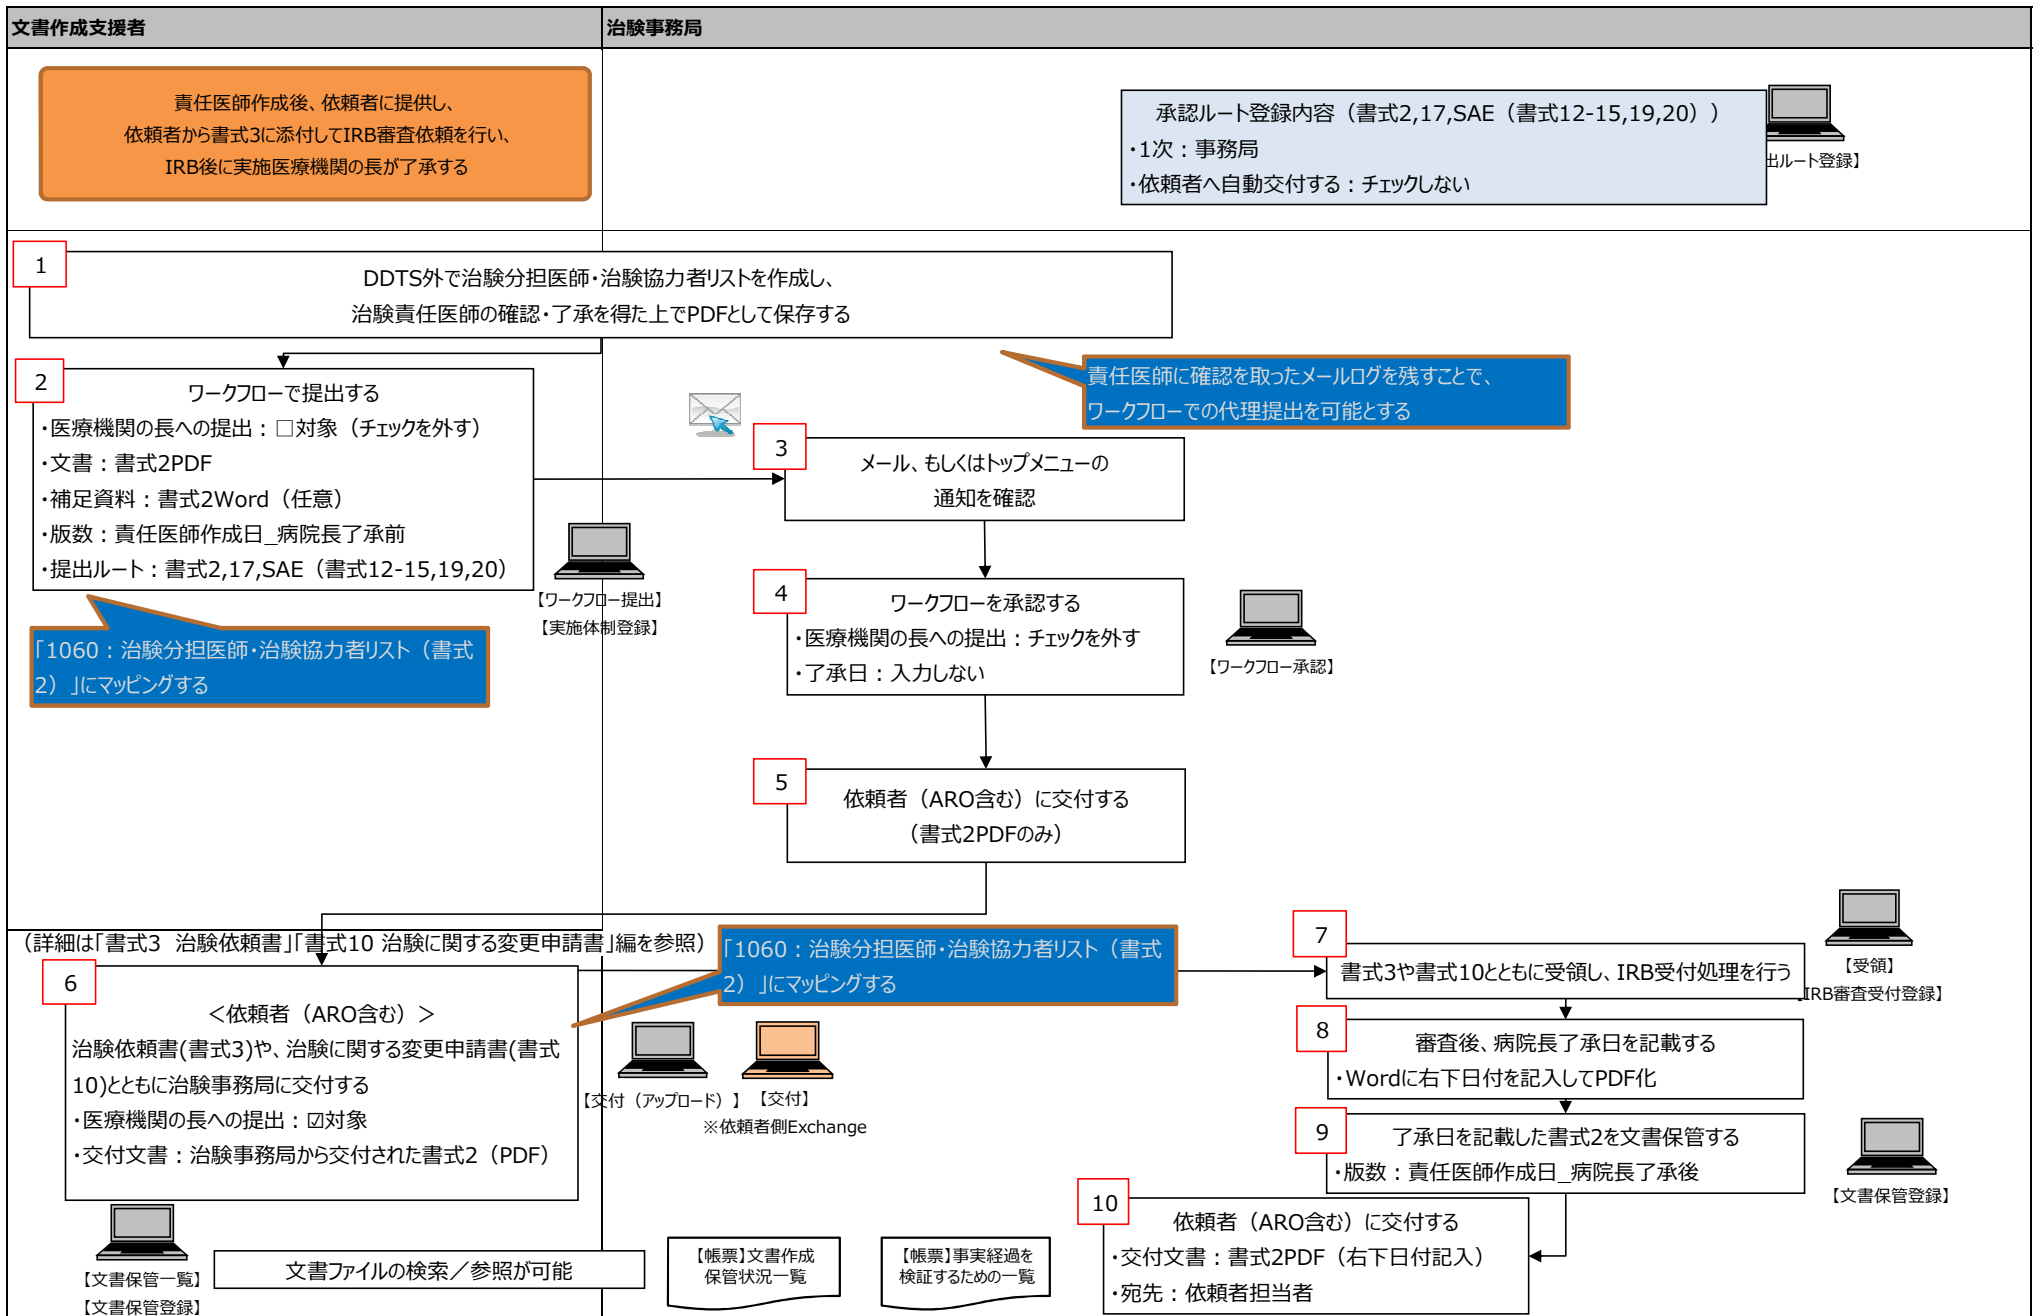 文書作成支援者
治験事務局
責任医師作成後、依頼者に提供し、
依頼者から書式3に添付してIRB審査依頼を行い、
IRB後に実施医療機関の長が了承する
承認ルート登録内容（書式2,17,SAE（書式12-15,19,20））
・1次：事務局
・依頼者へ自動交付する：チェックしない
出ルート登録】
1
DDTS外で治験分担医師・治験協力者リストを作成し、
治験責任医師の確認・了承を得た上でPDFとして保存する
責任医師に確認を取ったメールログを残すことで、
ワークフローでの代理提出を可能とする
2
ワークフローで提出する
・医療機関の長への提出：□対象（チェックを外す）
・文書：書式2PDF
・補足資料：書式2Word（任意）
・版数：責任医師作成日_病院長了承前
・提出ルート：書式2,17,SAE（書式12-15,19,20）
【ワークフロー提出】
【実施体制登録】
「1060：治験分担医師・治験協力者リスト（書式
2）」にマッピングする
3
メール、もしくはトップメニューの
通知を確認
4
ワークフローを承認する
・医療機関の長への提出：チェックを外す
・了承日：入力しない
【ワークフロー承認】
5
依頼者（ARO含む）に交付する
（書式2PDFのみ）
（詳細は「書式3 治験依頼書」「書式10 治験に関する変更申請書」編を参照）
「1060：治験分担医師・治験協力者リスト（書式
2）」にマッピングする
6
＜依頼者（ARO含む）＞
治験依頼書(書式3)や、治験に関する変更申請書(書式
10)とともに治験事務局に交付する
・医療機関の長への提出：☑対象
・交付文書：治験事務局から交付された書式2（PDF）
【交付（アップロード）】
【交付】
※依頼者側Exchange
7
書式3や書式10とともに受領し、IRB受付処理を行う
【受領】
【IRB審査受付登録】
8
審査後、病院長了承日を記載する
・Wordに右下日付を記入してPDF化
9
了承日を記載した書式2を文書保管する
・版数：責任医師作成日_病院長了承後
【文書保管登録】
10
依頼者（ARO含む）に交付する
・交付文書：書式2PDF（右下日付記入）
・宛先：依頼者担当者
【文書保管一覧】
【文書保管登録】
文書ファイルの検索／参照が可能
【帳票】文書作成
保管状況一覧
【帳票】事実経過を
検証するための一覧